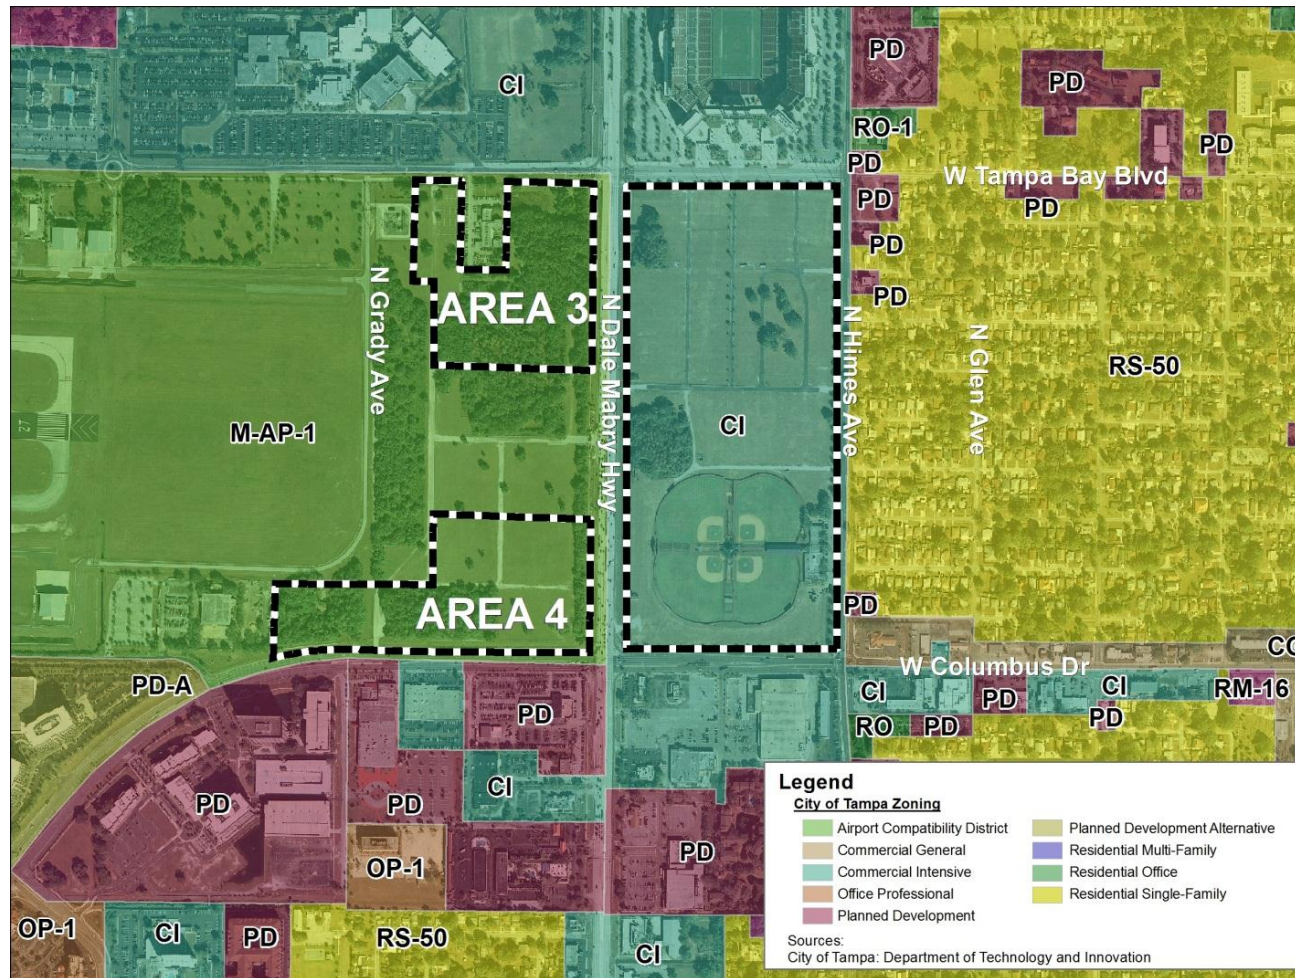 CI
PD
PD
RO-1
PD
PD
W Tampa Bay Blvd
PD
PD
PD
PD
N Grady Ave
AREA 3
N Dale Mabry Hwy
N Himes Ave
N Glen Ave
RS-50
M-AP-1
CI
27
AREA 4
PD
W Columbus Dr
CG
PD-A
PD
CI
PD
CI
RM-16
RO
PD
PD
CI
PD
PD
PD
OP-1
OP-1
CI
PD
RS-50
CI
Legend
City of Tampa Zoning
Airport Compatibility District
Commercial General
Commercial Intensive
Office Professional
Planned Development
Planned Development Alternative
Residential Multi-Family
Residential Office
Residential Single-Family
Sources:
City of Tampa: Department of Technology and Innovation